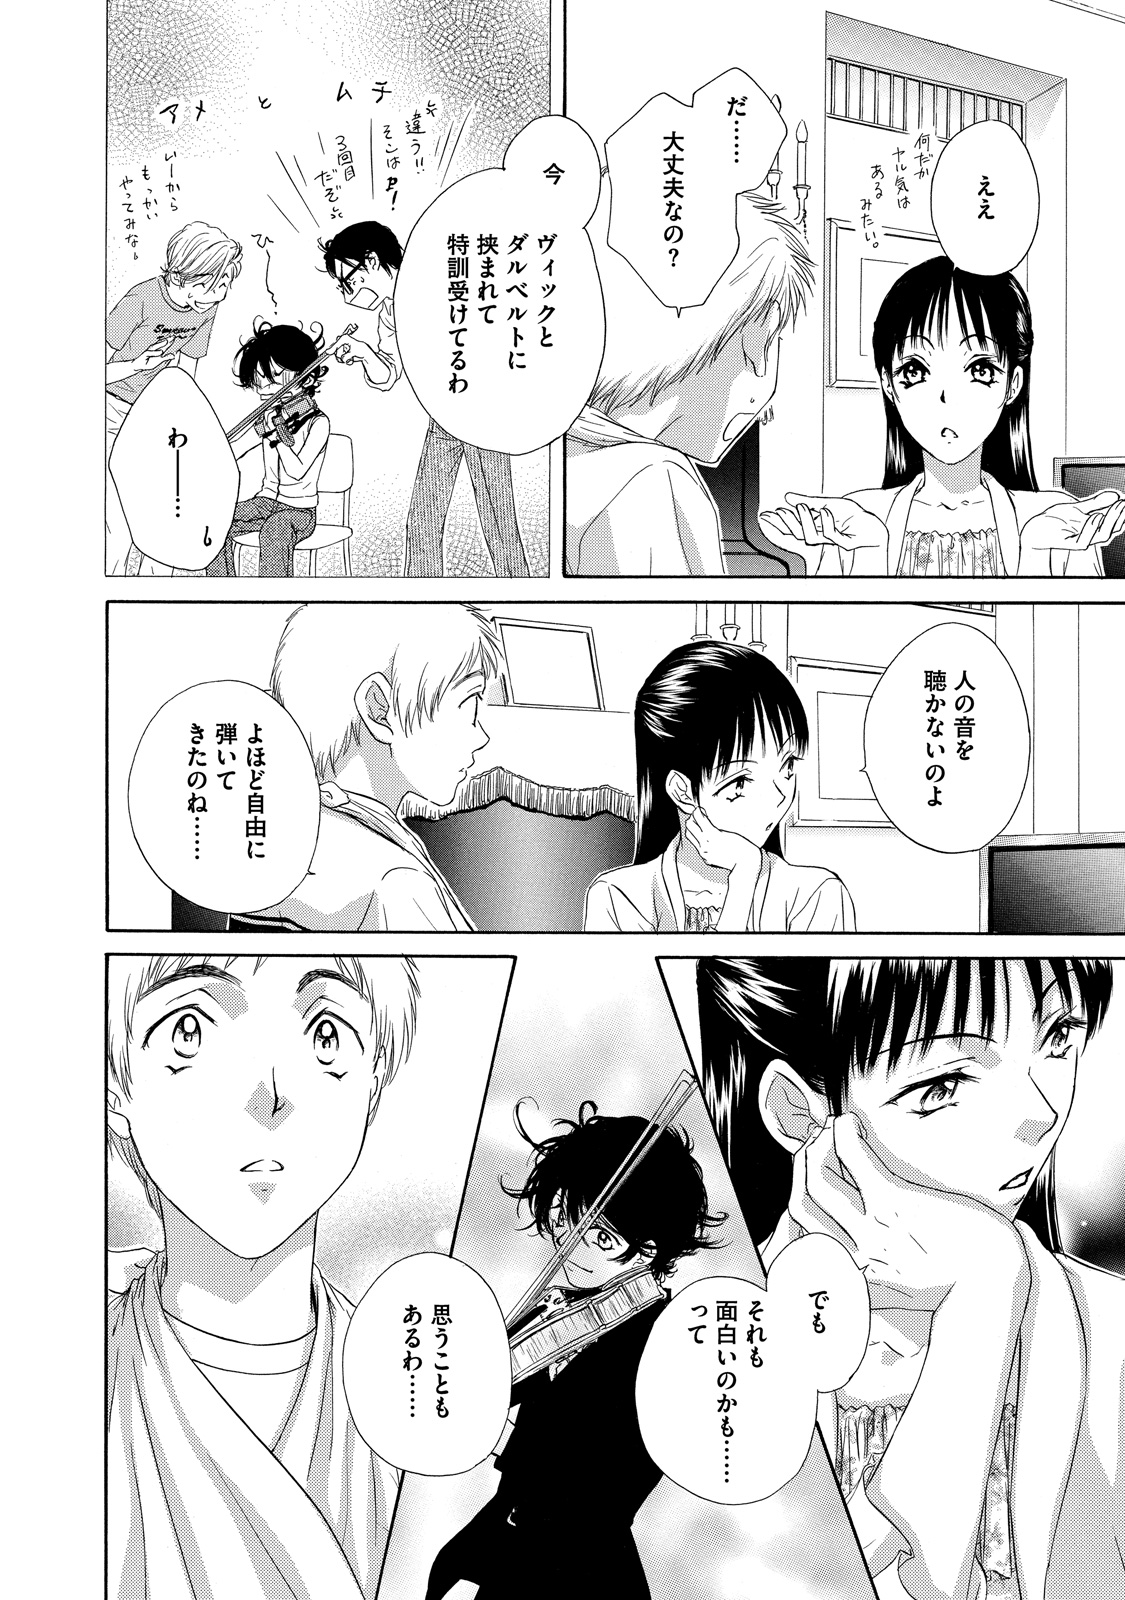 ええ
何だか
ヤル気は
あるみたい。
だ……
大丈夫なの?
今
ヴィックと
ダルベルトに
挟まれて
特訓受けてるわ
アメとムチ
違う!!
そこはP!
3回目
だぞ
ひ〜
いーから
もっかい
やってみな
わ――……
人の音を
聴かないのよ
よほど自由に
弾いて
きたのね……
でも
それも
面白いのかも……
って
思うことも
あるわ……